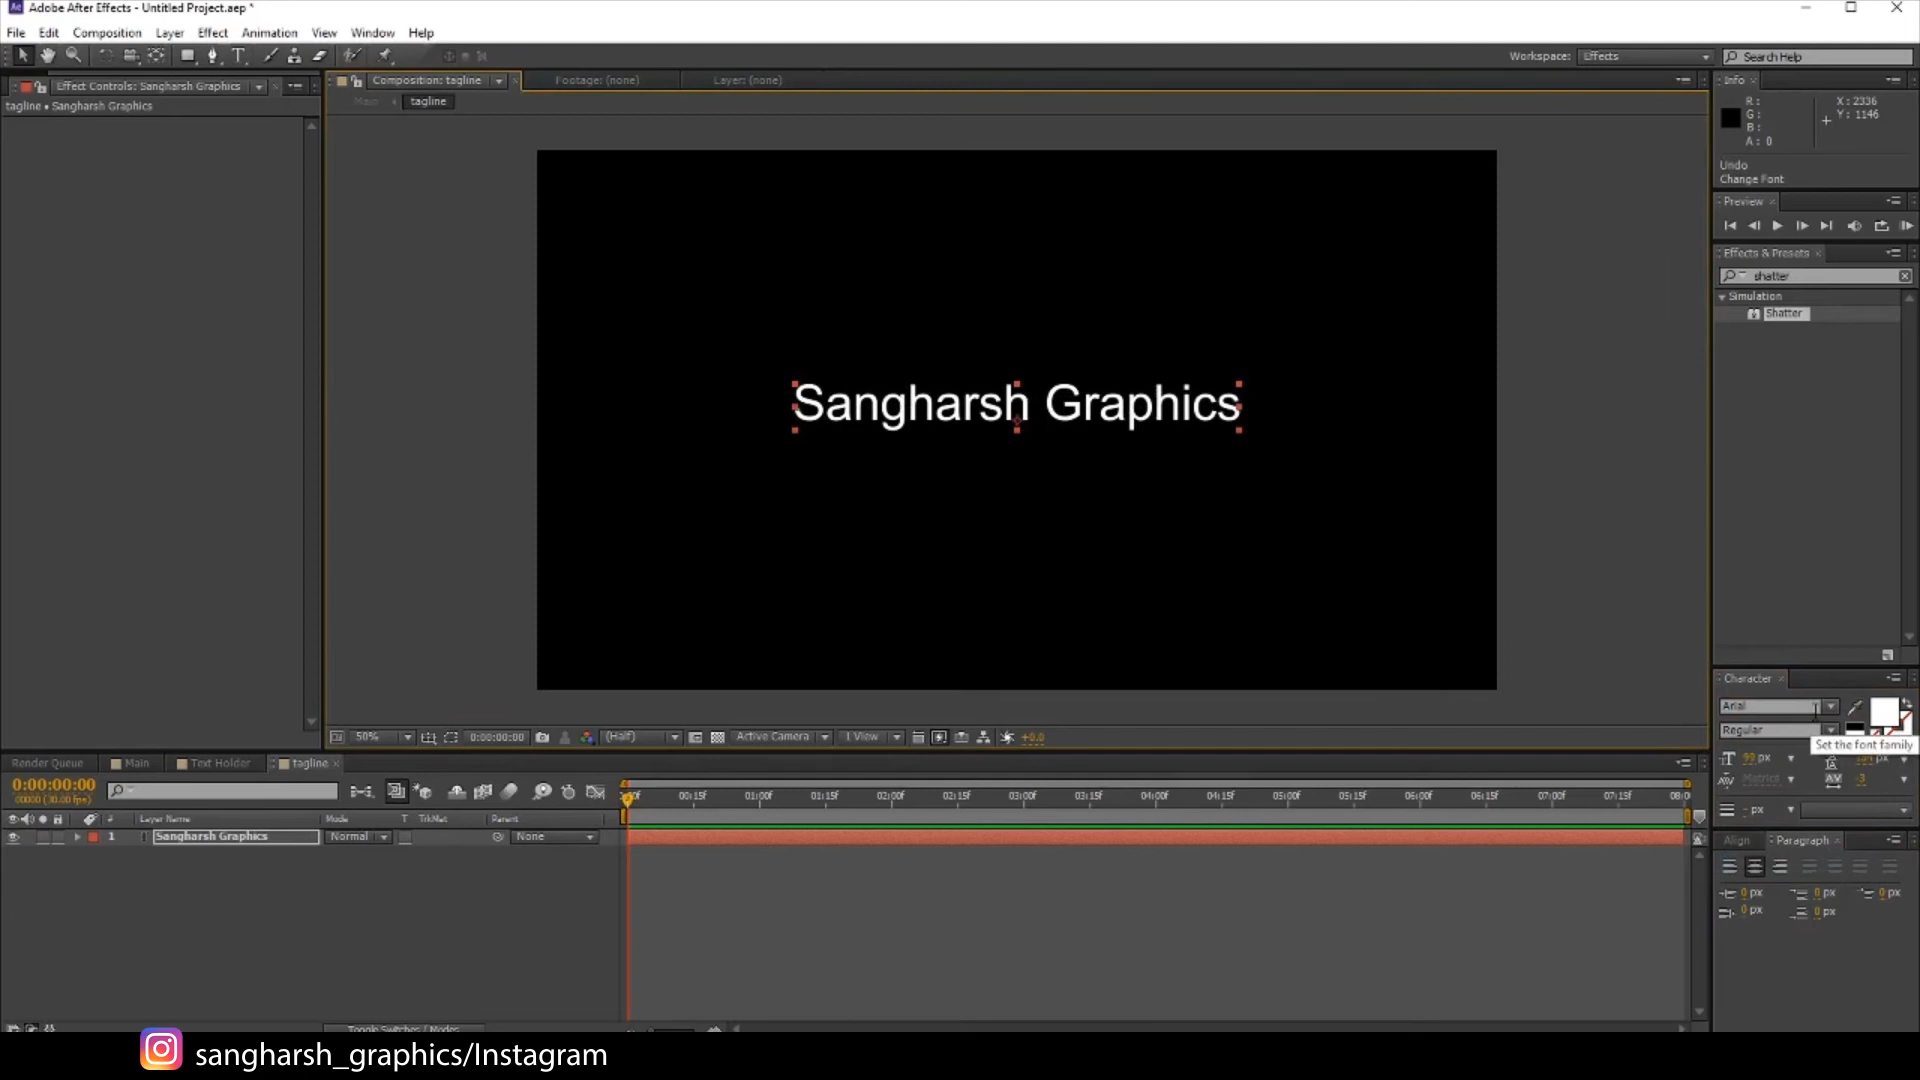 Adobe After Effects - Untitled Project.aep *
File Edit Composition Layer Effect Animation View Window Help
Workspace: Effects Search Help
Effect Controls: Sangharsh Graphics
tagline • Sangharsh Graphics
Composition: tagline
Footage: (none)
Layer: (none)
Main tagline
Info
R:
G:
B:
A: 0
X: 2336
Y: 1146
Undo
Change Font
Preview
Effects & Presets
shatter
Simulation
Shatter
Sangharsh Graphics
Character
Arial
Regular
Set the font family
99 px
px
Metrics
-3
- px
50% 0:00:00:00 (Half) Active Camera 1 View +0.0
Render Queue Main Text Holder tagline
0:00:00:00
00000 (30.00 fps)
00:15f 01:00f 01:15f 02:00f 02:15f 03:00f 03:15f 04:00f 04:15f 05:00f 05:15f 06:00f 06:15f 07:00f 07:15f 08:0
# Layer Name Mode T TrkMat Parent
1 Sangharsh Graphics Normal None
Align Paragraph
0 px 0 px 0 px
0 px 0 px
Toggle Switches / Modes
sangharsh_graphics/Instagram